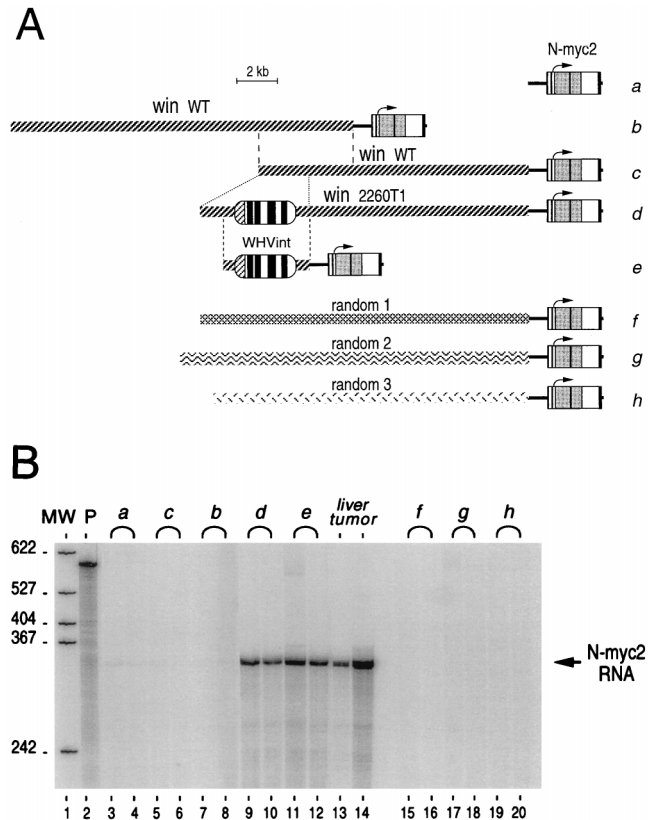 A
N-myc2
2 kb
a
win WT
b
win WT
c
win 2260T1
d
WHVint
e
random 1
f
random 2
g
random 3
h
B
MW P a c b d e liver tumor f g h
622
527
404
367
242
N-myc2 RNA
1 2 3 4 5 6 7 8 9 10 11 12 13 14 15 16 17 18 19 20